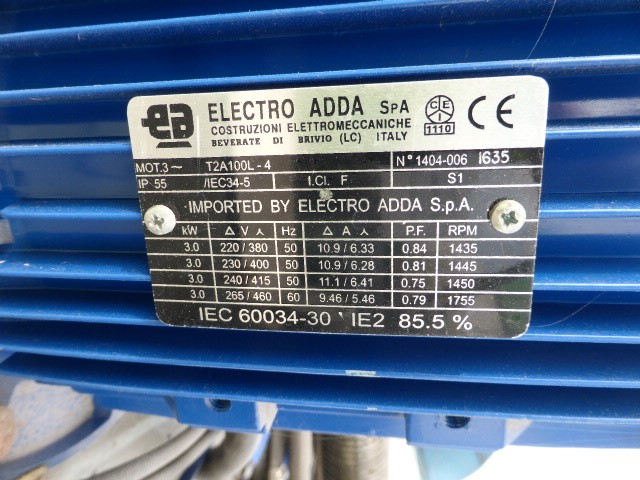 ea ELECTRO ADDA SpA
COSTRUZIONI ELETTROMECCANICHE
BEVERATE DI BRIVIO (LC) ITALY
CEI
1110
CE
MOT.3~ T2A100L-4 N°1404-006 1635
IP 55 /IEC34-5 I.Cl. F S1
IMPORTED BY ELECTRO ADDA S.p.A.
kW Δ V ⅄ Hz Δ A ⅄ P.F. RPM
3.0 220/380 50 10.9/6.33 0.84 1435
3.0 230/400 50 10.9/6.28 0.81 1445
3.0 240/415 50 11.1/6.41 0.75 1450
3.0 265/460 60 9.46/5.46 0.79 1755
IEC 60034-30 IE2 85.5 %